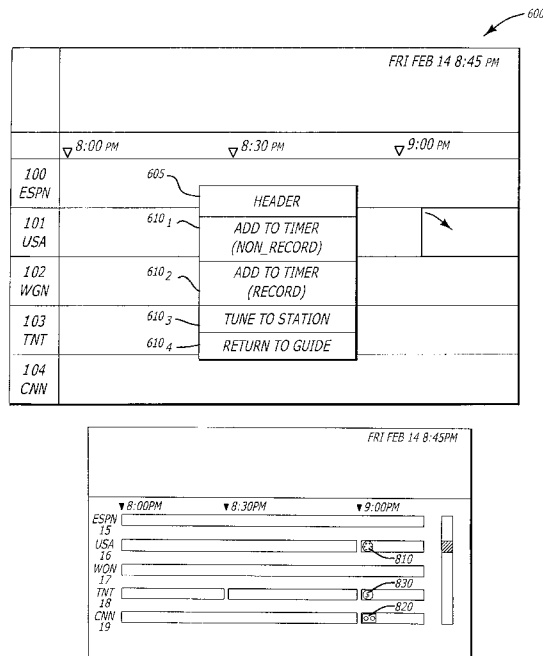 600
FRI FEB 14 8:45 PM
8:00 PM 8:30 PM 9:00 PM
100
ESPN
605
HEADER
101
USA
610 1
ADD TO TIMER
(NON_RECORD)
102
WGN
610 2
ADD TO TIMER
(RECORD)
103
TNT
610 3
TUNE TO STATION
610 4
RETURN TO GUIDE
104
CNN
FRI FEB 14 8:45PM
8:00PM 8:30PM 9:00PM
ESPN
15
USA
16
810
WON
17
TNT
18
830
CNN
19
820